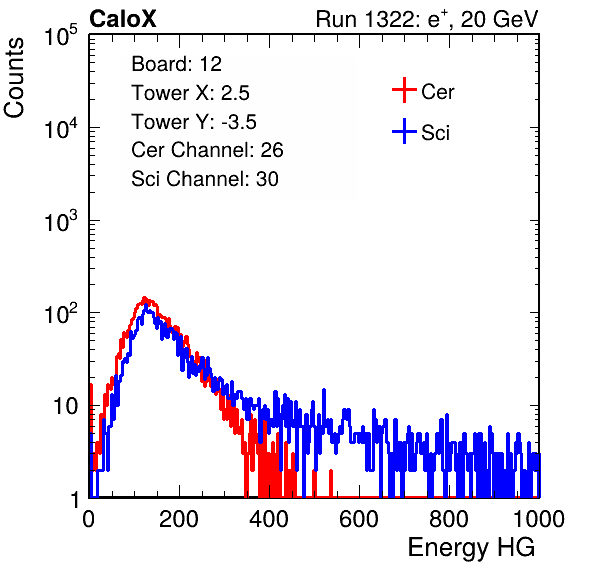 CaloX Run 1322: e⁺, 20 GeV
Board: 12
Tower X: 2.5
Tower Y: -3.5
Cer Channel: 26
Sci Channel: 30
Cer
Sci
Counts
10⁵
10⁴
10³
10²
10
1
0 200 400 600 800 1000
Energy HG